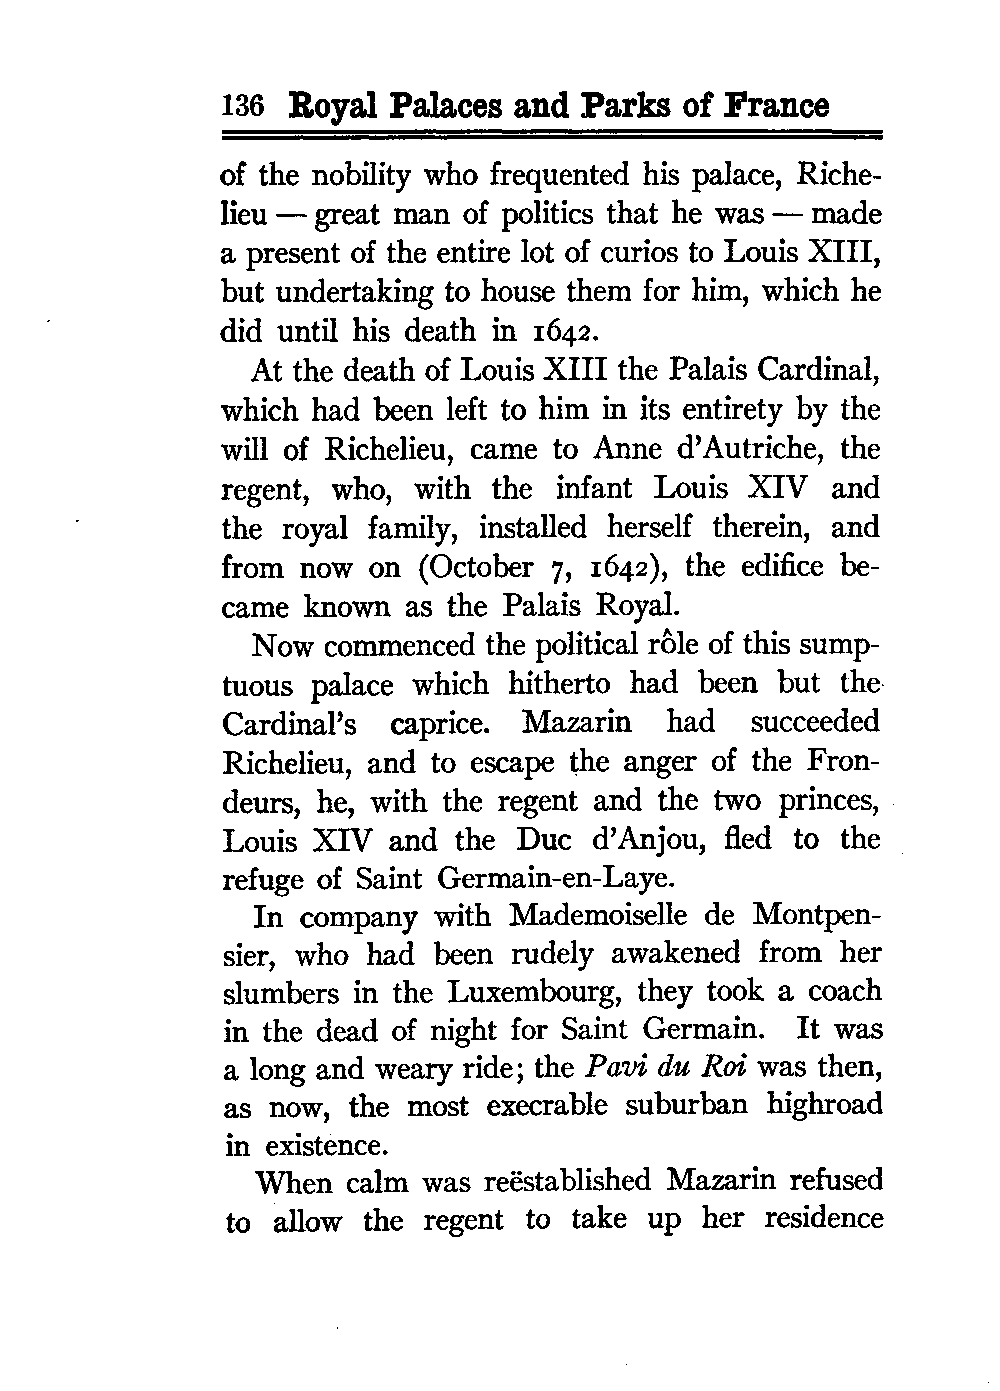 136 Royal Palaces and Parks of France
of the nobility who frequented his palace, Riche-
lieu — great man of politics that he was — made
a present of the entire lot of curios to Louis XIII,
but undertaking to house them for him, which he
did until his death in 1642.
At the death of Louis XIII the Palais Cardinal,
which had been left to him in its entirety by the
will of Richelieu, came to Anne d'Autriche, the
regent, who, with the infant Louis XIV and
the royal family, installed herself therein, and
from now on (October 7, 1642), the edifice be-
came known as the Palais Royal.
Now commenced the political rôle of this sump-
tuous palace which hitherto had been but the
Cardinal's caprice. Mazarin had succeeded
Richelieu, and to escape the anger of the Fron-
deurs, he, with the regent and the two princes,
Louis XIV and the Duc d'Anjou, fled to the
refuge of Saint Germain-en-Laye.
In company with Mademoiselle de Montpen-
sier, who had been rudely awakened from her
slumbers in the Luxembourg, they took a coach
in the dead of night for Saint Germain. It was
a long and weary ride; the Pavi du Roi was then,
as now, the most execrable suburban highroad
in existence.
When calm was reëstablished Mazarin refused
to allow the regent to take up her residence